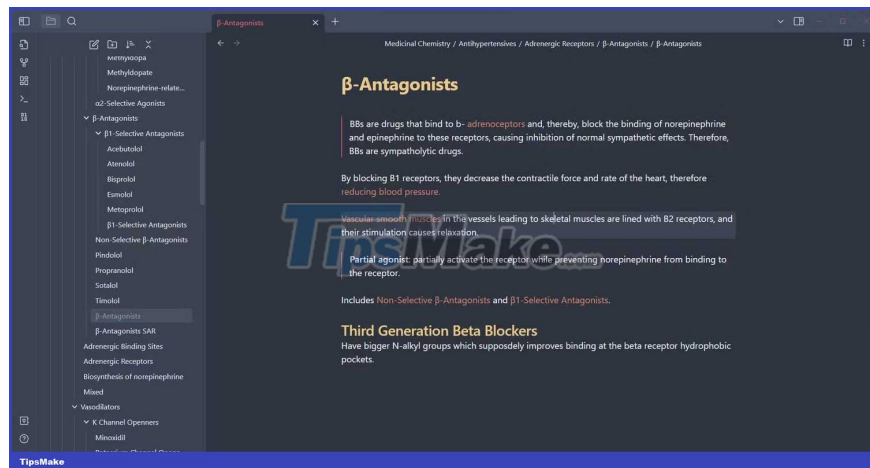 β-Antagonists
Medicinal Chemistry / Antihypertensives / Adrenergic Receptors / β-Antagonists / β-Antagonists
Methyldopa
Methyldopate
Norepinephrine-relate...
α2-Selective Agonists
β-Antagonists
β1-Selective Antagonists
Acebutolol
Atenolol
Bisprolol
Esmolol
Metoprolol
β1-Selective Antagonists
Non-Selective β-Antagonists
Pindolol
Propranolol
Sotalol
Timolol
β-Antagonists
β-Antagonists SAR
Adrenergic Binding Sites
Adrenergic Receptors
Biosynthesis of norepinephrine
Mixed
Vasodilators
K Channel Openners
Minoxidil
β-Antagonists
BBs are drugs that bind to b- adrenoceptors and, thereby, block the binding of norepinephrine
and epinephrine to these receptors, causing inhibition of normal sympathetic effects. Therefore,
BBs are sympatholytic drugs.
By blocking B1 receptors, they decrease the contractile force and rate of the heart, therefore
reducing blood pressure.
Vascular smooth muscles in the vessels leading to skeletal muscles are lined with B2 receptors, and
their stimulation causes relaxation.
Partial agonist: partially activate the receptor while preventing norepinephrine from binding to
the receptor.
Includes Non-Selective β-Antagonists and β1-Selective Antagonists.
Third Generation Beta Blockers
Have bigger N-alkyl groups which supposdely improves binding at the beta receptor hydrophobic
pockets.
TipsMake.com
TipsMake